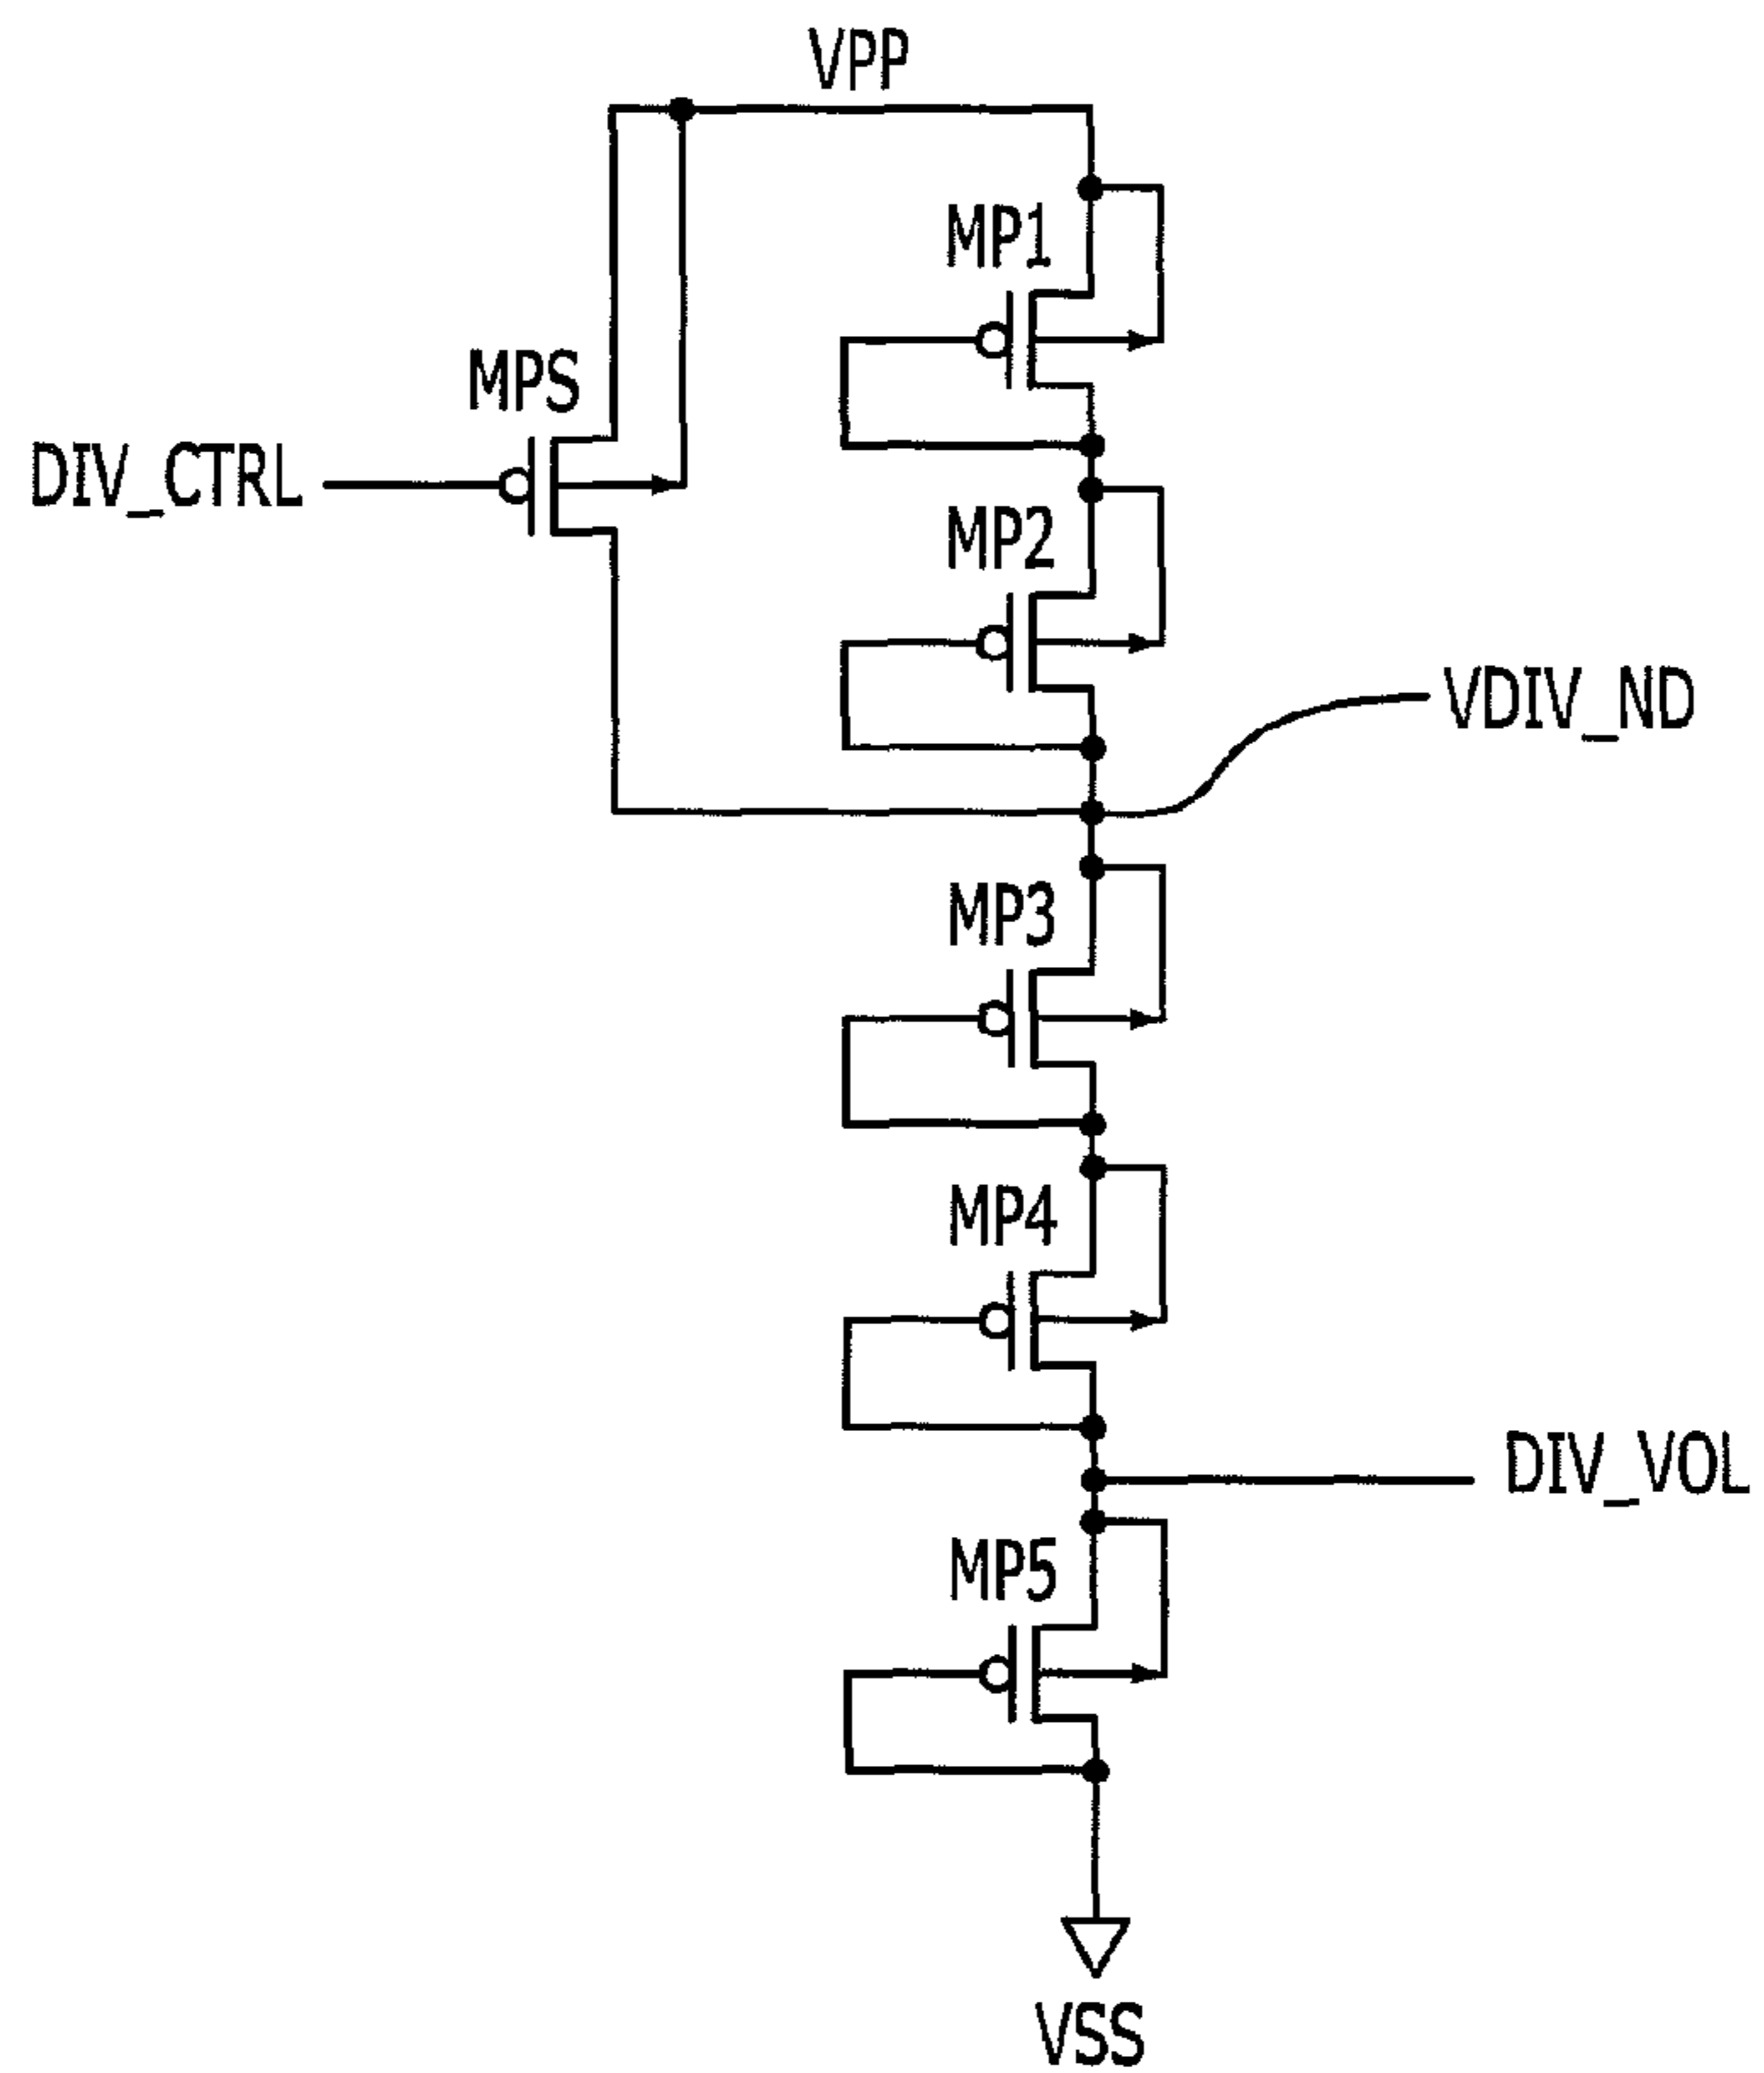 VPP
MP1
MPS
DIV_CTRL
MP2
VDIV_ND
MP3
MP4
DIV_VOL
MP5
VSS